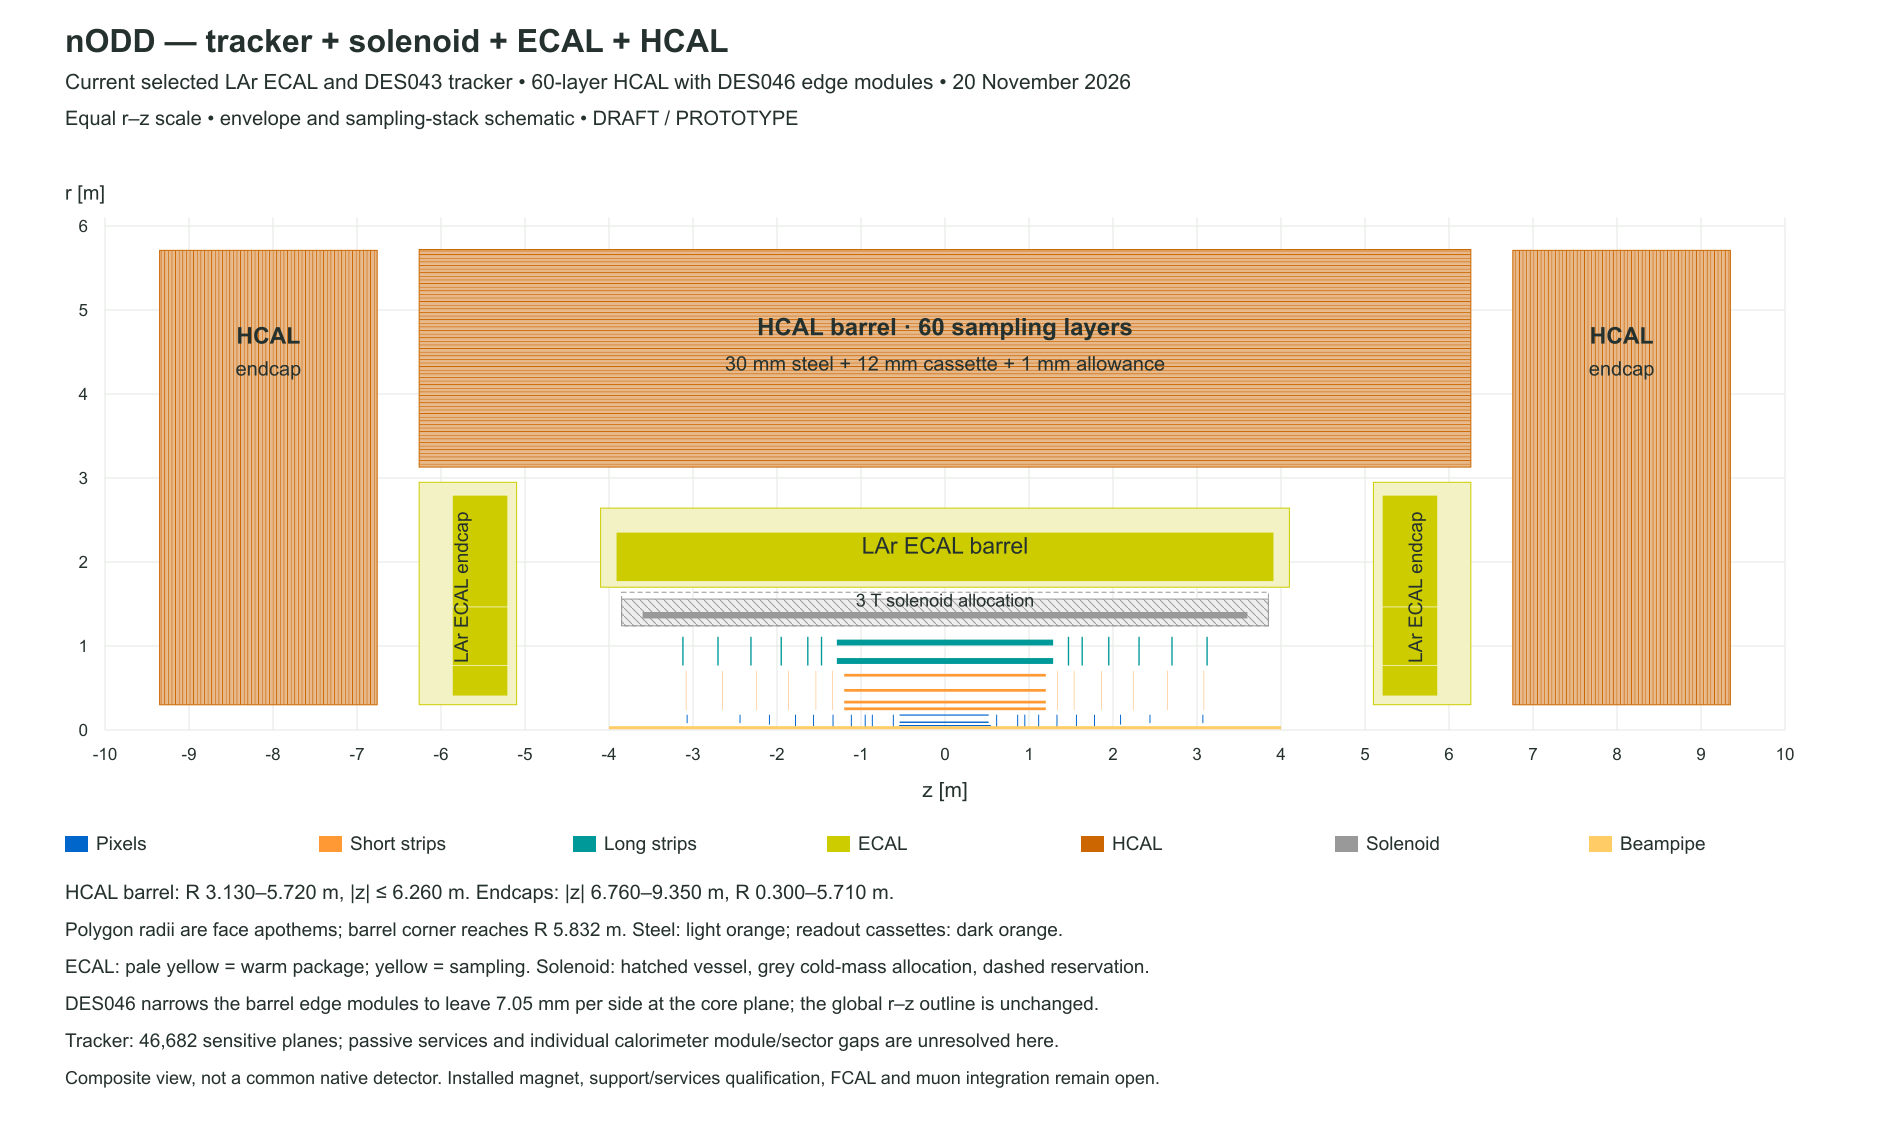 nODD — tracker + solenoid + ECAL + HCAL
Current selected LAr ECAL and DES043 tracker • 60-layer HCAL with DES046 edge modules • 20 November 2026
Equal r–z scale • envelope and sampling-stack schematic • DRAFT / PROTOTYPE
r [m]
6
5
4
3
2
1
0
HCAL
endcap
HCAL barrel · 60 sampling layers
30 mm steel + 12 mm cassette + 1 mm allowance
HCAL
endcap
LAr ECAL endcap
LAr ECAL barrel
LAr ECAL endcap
3 T solenoid allocation
-10 -9 -8 -7 -6 -5 -4 -3 -2 -1 0 1 2 3 4 5 6 7 8 9 10
z [m]
Pixels Short strips Long strips ECAL HCAL Solenoid Beampipe
HCAL barrel: R 3.130–5.720 m, |z| ≤ 6.260 m. Endcaps: |z| 6.760–9.350 m, R 0.300–5.710 m.
Polygon radii are face apothems; barrel corner reaches R 5.832 m. Steel: light orange; readout cassettes: dark orange.
ECAL: pale yellow = warm package; yellow = sampling. Solenoid: hatched vessel, grey cold-mass allocation, dashed reservation.
DES046 narrows the barrel edge modules to leave 7.05 mm per side at the core plane; the global r–z outline is unchanged.
Tracker: 46,682 sensitive planes; passive services and individual calorimeter module/sector gaps are unresolved here.
Composite view, not a common native detector. Installed magnet, support/services qualification, FCAL and muon integration remain open.